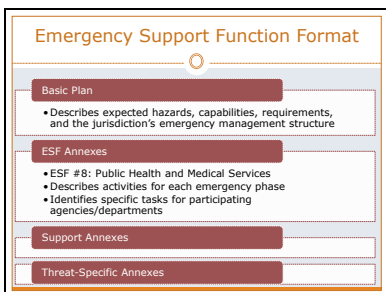 Emergency Support Function Format
Basic Plan
•Describes expected hazards, capabilities, requirements,
and the jurisdiction's emergency management structure
ESF Annexes
•ESF #8: Public Health and Medical Services
•Describes activities for each emergency phase
•Identifies specific tasks for participating
agencies/departments
Support Annexes
Threat-Specific Annexes